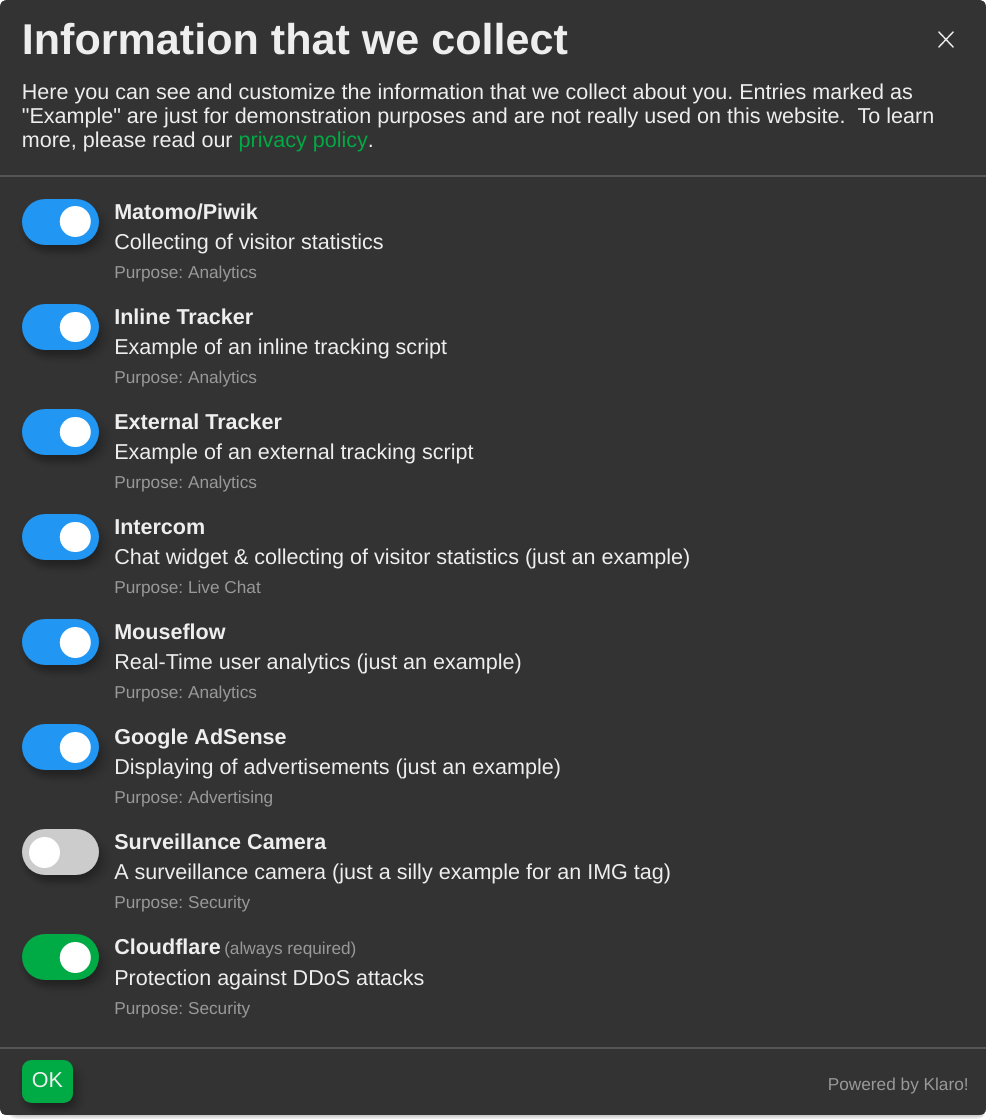 Information that we collect
Here you can see and customize the information that we collect about you. Entries marked as
"Example" are just for demonstration purposes and are not really used on this website.  To learn
more, please read our privacy policy.
Matomo/Piwik
Collecting of visitor statistics
Purpose: Analytics
Inline Tracker
Example of an inline tracking script
Purpose: Analytics
External Tracker
Example of an external tracking script
Purpose: Analytics
Intercom
Chat widget & collecting of visitor statistics (just an example)
Purpose: Live Chat
Mouseflow
Real-Time user analytics (just an example)
Purpose: Analytics
Google AdSense
Displaying of advertisements (just an example)
Purpose: Advertising
Surveillance Camera
A surveillance camera (just a silly example for an IMG tag)
Purpose: Security
Cloudflare (always required)
Protection against DDoS attacks
Purpose: Security
OK
Powered by Klaro!